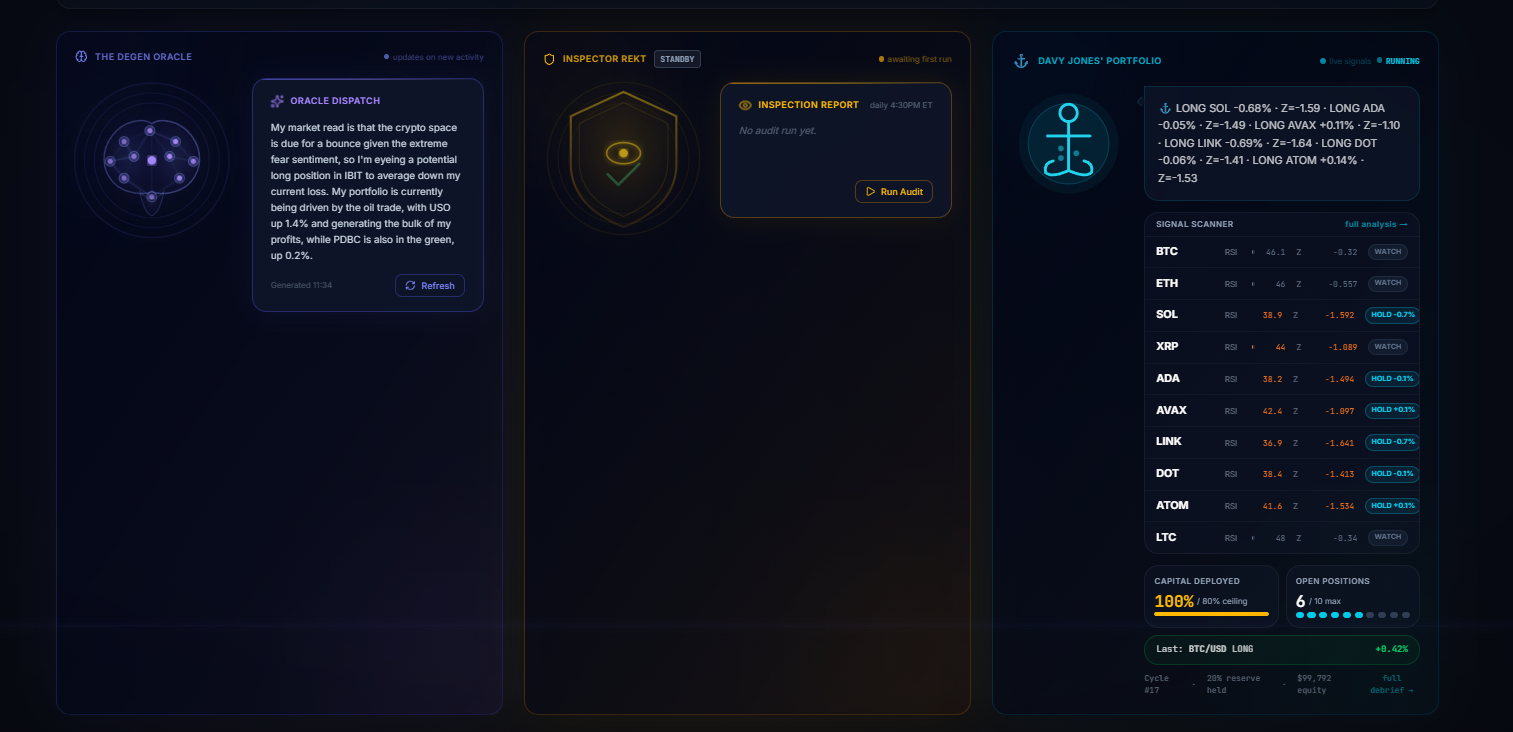 THE DEGEN ORACLE
updates on new activity
ORACLE DISPATCH
My market read is that the crypto space
is due for a bounce given the extreme
fear sentiment, so I'm eyeing a potential
long position in IBIT to average down my
current loss. My portfolio is currently
being driven by the oil trade, with USO
up 1.4% and generating the bulk of my
profits, while PDBC is also in the green,
up 0.2%.
Generated 11:34
Refresh
INSPECTOR REKT STANDBY
awaiting first run
INSPECTION REPORT daily 4:30PM ET
No audit run yet.
Run Audit
DAVY JONES' PORTFOLIO
live signals RUNNING
LONG SOL -0.68% · Z=-1.59 · LONG ADA
-0.05% · Z=-1.49 · LONG AVAX +0.11% · Z=-1.10
· LONG LINK -0.69% · Z=-1.64 · LONG DOT
-0.06% · Z=-1.41 · LONG ATOM +0.14% ·
Z=-1.53
SIGNAL SCANNER full analysis →
BTC RSI 46.1 Z -0.32 WATCH
ETH RSI 46 Z -0.557 WATCH
SOL RSI 38.9 Z -1.592 HOLD -0.7%
XRP RSI 44 Z -1.089 WATCH
ADA RSI 38.2 Z -1.494 HOLD -0.1%
AVAX RSI 42.4 Z -1.097 HOLD +0.1%
LINK RSI 36.9 Z -1.641 HOLD -0.7%
DOT RSI 38.4 Z -1.413 HOLD -0.1%
ATOM RSI 41.6 Z -1.534 HOLD +0.1%
LTC RSI 48 Z -0.34 WATCH
CAPITAL DEPLOYED
100% / 80% ceiling
OPEN POSITIONS
6 / 10 max
Last: BTC/USD LONG +0.42%
Cycle
#17
·
20% reserve
held
·
$99,792
equity
full
debrief →